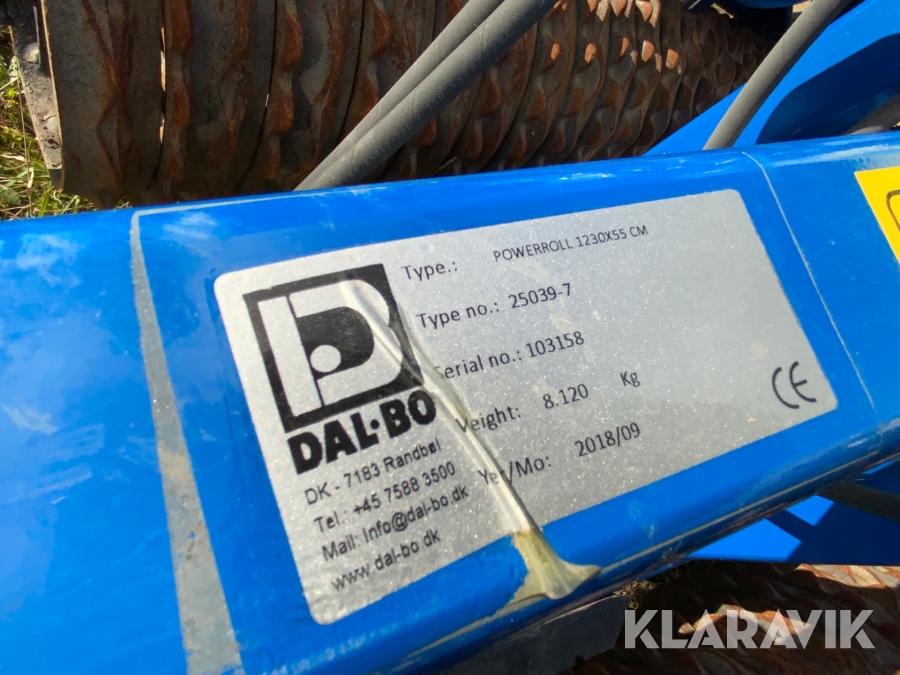 Type.: POWERROLL 1230X55 CM
Type no.: 25039-7
Serial no.: 103158
Weight: 8.120 Kg
Yer/Mo: 2018/09
CE
DAL·BO
DK - 7183 Randbøl
Tel.: +45 7588 3500
Mail: Info@dal-bo.dk
www.dal-bo.dk
KLARAVIK